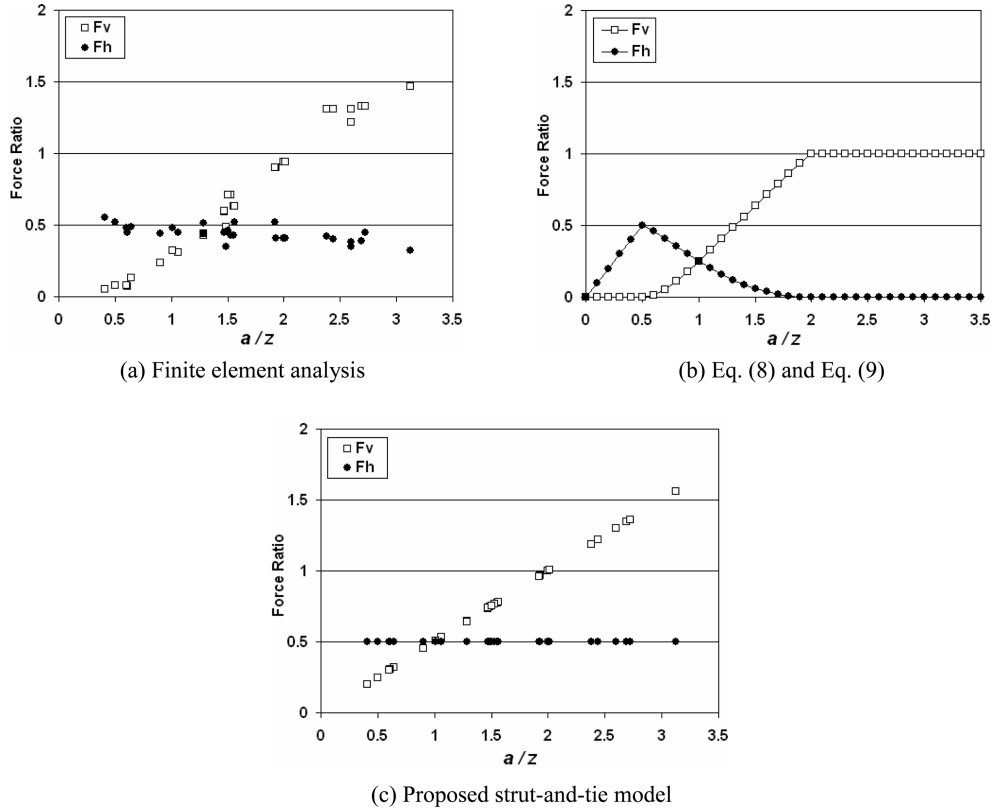 2
1.5
1
0.5
0
Force Ratio
Fv
Fh
0 0.5 1 1.5 2 2.5 3 3.5
a / z
(a) Finite element analysis
2
1.5
1
0.5
0
Force Ratio
Fv
Fh
0 0.5 1 1.5 2 2.5 3 3.5
a / z
(b) Eq. (8) and Eq. (9)
2
1.5
1
0.5
0
Force Ratio
Fv
Fh
0 0.5 1 1.5 2 2.5 3 3.5
a / z
(c) Proposed strut-and-tie model